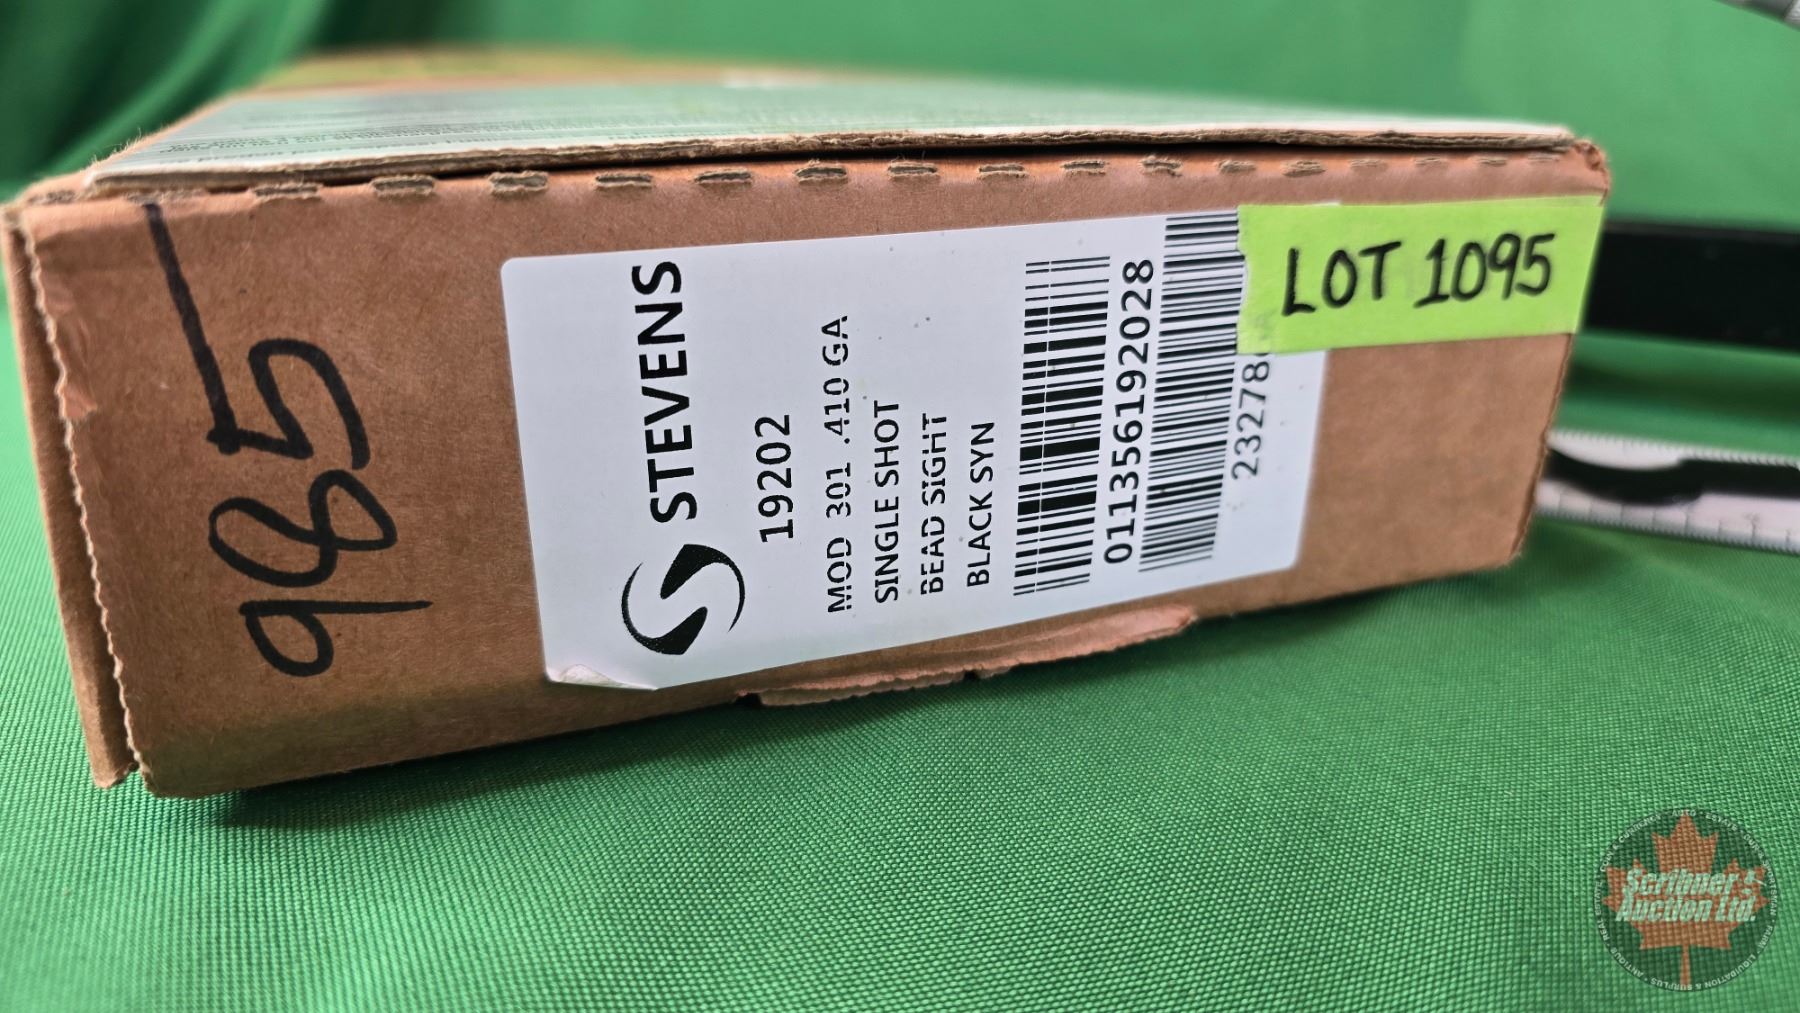 985
STEVENS
19202
MOD 301 .410 GA
SINGLE SHOT
BEAD SIGHT
BLACK SYN
011356192028
23278
LOT 1095
Scribner
Auction Ltd.